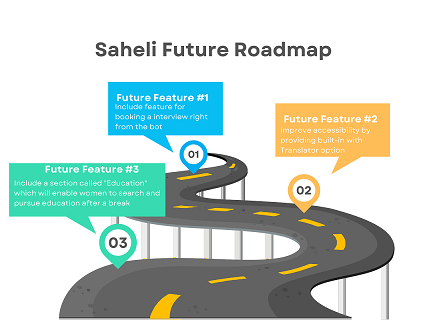 Saheli Future Roadmap
Future Feature #1
Include feature for
booking a interview right
from the bot
01
Future Feature #2
Improve accessibility by
providing built-in with
Translator option
02
Future Feature #3
Include a section called "Education"
which will enable women to search and
pursue education after a break
03